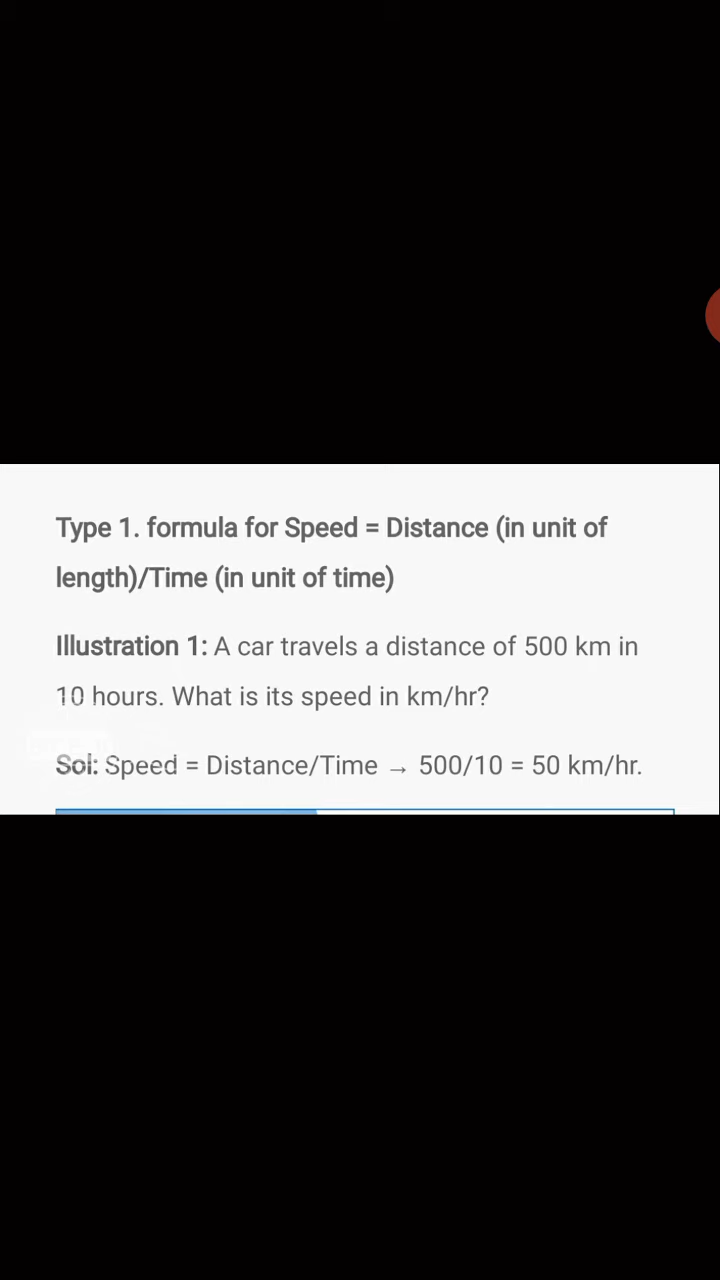 Type 1. formula for Speed = Distance (in unit of
length)/Time (in unit of time)
Illustration 1: A car travels a distance of 500 km in
10 hours. What is its speed in km/hr?
Sol: Speed = Distance/Time → 500/10 = 50 km/hr.